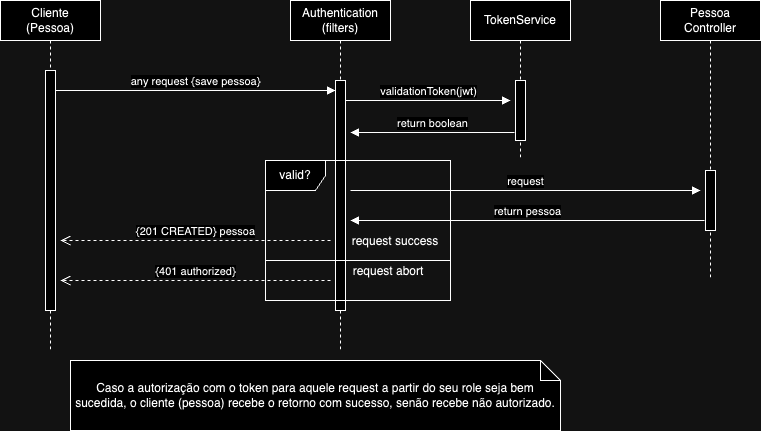 Cliente
(Pessoa)
Authentication
(filters)
TokenService
Pessoa
Controller
any request {save pessoa}
validationToken(jwt)
return boolean
valid?
request
return pessoa
{201 CREATED} pessoa
request success
{401 authorized}
request abort
Caso a autorização com o token para aquele request a partir do seu role seja bem
sucedida, o cliente (pessoa) recebe o retorno com sucesso, senão recebe não autorizado.